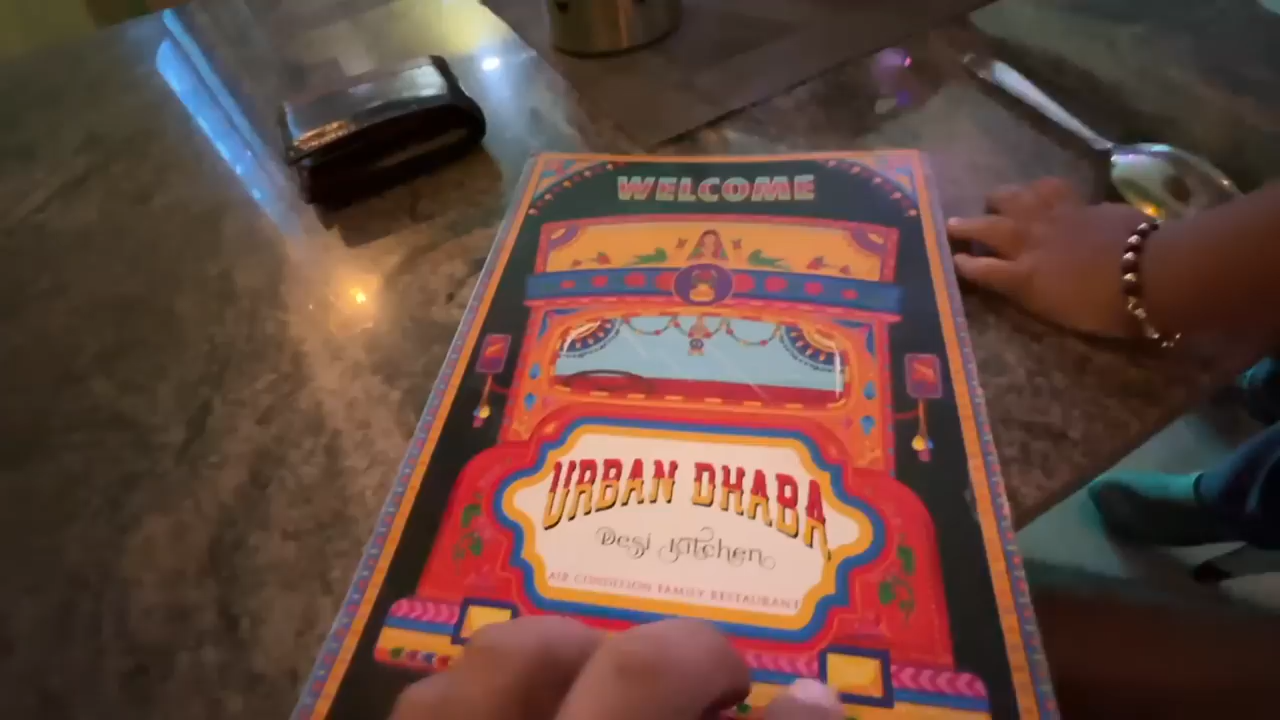 WELCOME
URBAN DHABA
Desi Kitchen
AIR CONDITION FAMILY RESTAURANT